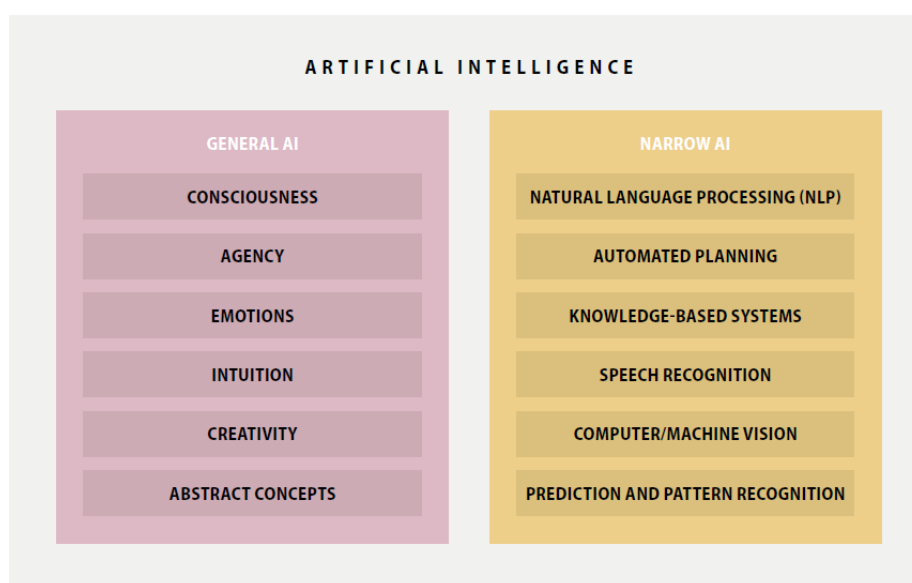 ARTIFICIAL INTELLIGENCE
GENERAL AI
CONSCIOUSNESS
AGENCY
EMOTIONS
INTUITION
CREATIVITY
ABSTRACT CONCEPTS
NARROW AI
NATURAL LANGUAGE PROCESSING (NLP)
AUTOMATED PLANNING
KNOWLEDGE-BASED SYSTEMS
SPEECH RECOGNITION
COMPUTER/MACHINE VISION
PREDICTION AND PATTERN RECOGNITION